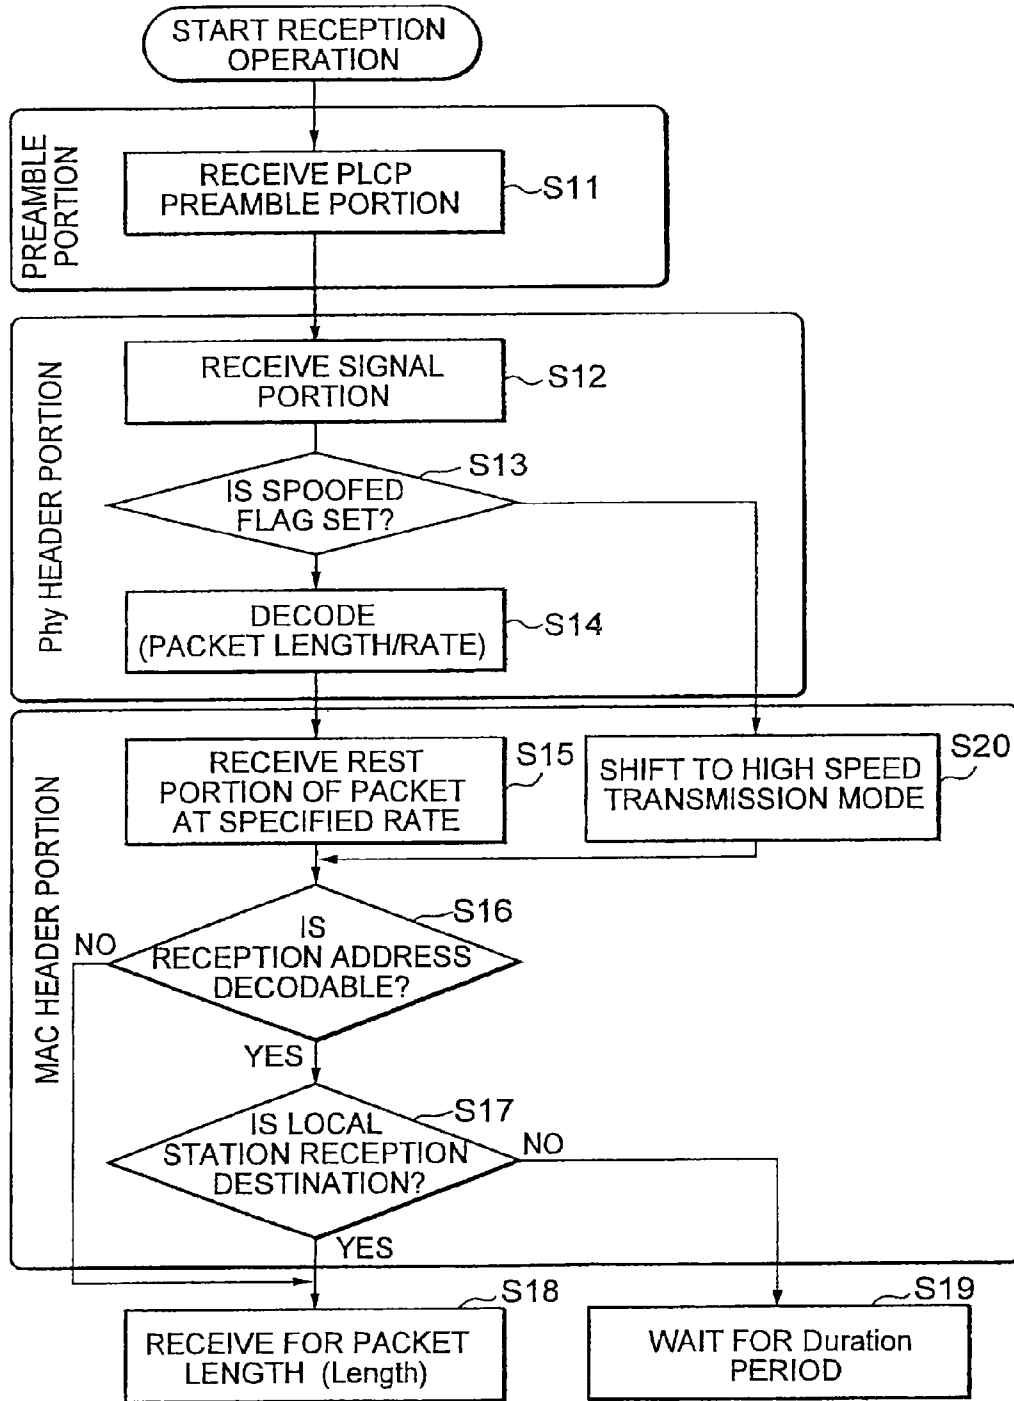 START RECEPTION
OPERATION
PREAMBLE
PORTION
RECEIVE PLCP
PREAMBLE PORTION
S11
Phy HEADER PORTION
RECEIVE SIGNAL
PORTION
S12
S13
IS SPOOFED
FLAG SET?
DECODE
(PACKET LENGTH/RATE)
S14
MAC HEADER PORTION
RECEIVE REST
PORTION OF PACKET
AT SPECIFIED RATE
S15
SHIFT TO HIGH SPEED
TRANSMISSION MODE
S20
S16
IS
RECEPTION ADDRESS
DECODABLE?
NO
YES
S17
IS LOCAL
STATION RECEPTION
DESTINATION?
NO
YES
S18
RECEIVE FOR PACKET
LENGTH (Length)
S19
WAIT FOR Duration
PERIOD